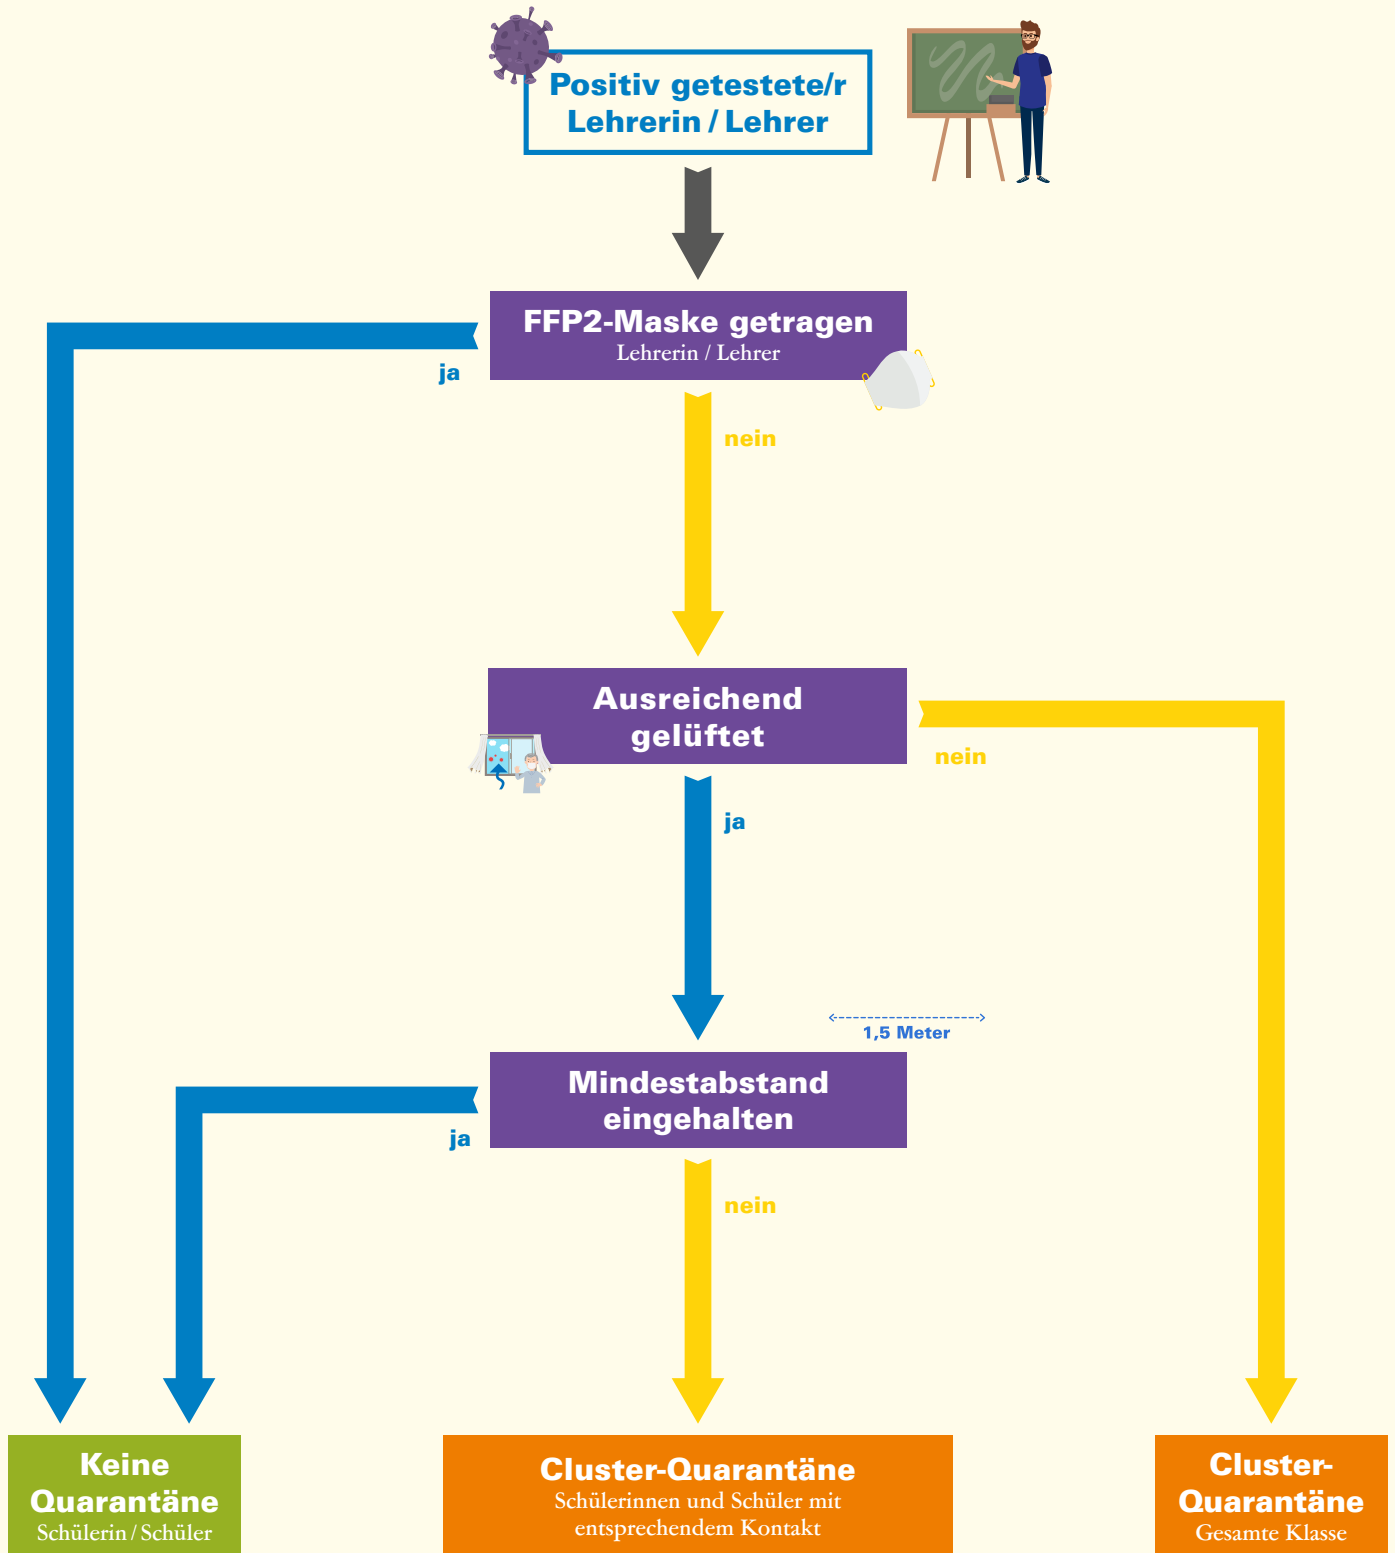 Positiv getestete/r
Lehrerin / Lehrer
FFP2-Maske getragen
Lehrerin / Lehrer
ja
nein
Ausreichend
gelüftet
nein
ja
1,5 Meter
Mindestabstand
eingehalten
ja
nein
Keine
Quarantäne
Schülerin / Schüler
Cluster-Quarantäne
Schülerinnen und Schüler mit
entsprechendem Kontakt
Cluster-
Quarantäne
Gesamte Klasse